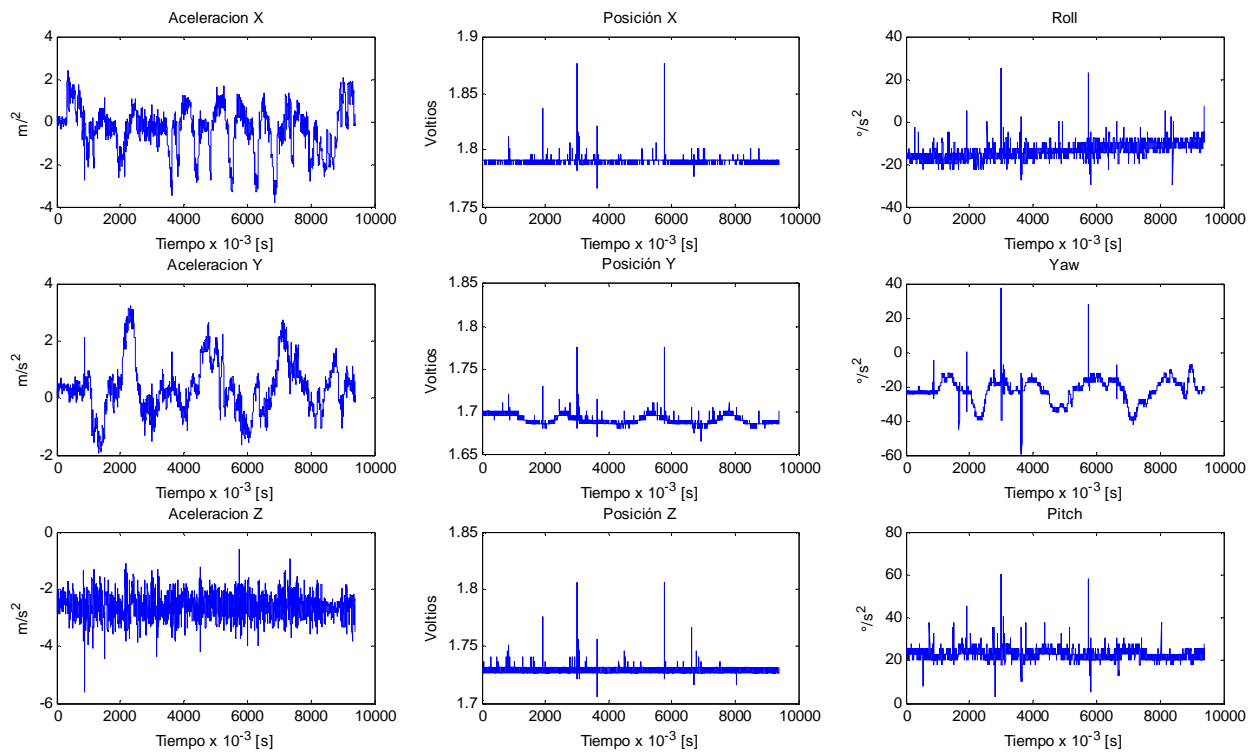 Aceleracion X
4
2
0
-2
-4
m/²
0 2000 4000 6000 8000 10000
Tiempo x 10⁻³ [s]
Posición X
1.9
1.85
1.8
1.75
Voltios
0 2000 4000 6000 8000 10000
Tiempo x 10⁻³ [s]
Roll
40
20
0
-20
-40
°/s²
0 2000 4000 6000 8000 10000
Tiempo x 10⁻³ [s]
Aceleracion Y
4
2
0
-2
m/s²
0 2000 4000 6000 8000 10000
Tiempo x 10⁻³ [s]
Posición Y
1.85
1.8
1.75
1.7
1.65
Voltios
0 2000 4000 6000 8000 10000
Tiempo x 10⁻³ [s]
Yaw
40
20
0
-20
-40
-60
°/s²
0 2000 4000 6000 8000 10000
Tiempo x 10⁻³ [s]
Aceleracion Z
0
-2
-4
-6
m/s²
0 2000 4000 6000 8000 10000
Tiempo x 10⁻³ [s]
Posición Z
1.85
1.8
1.75
1.7
Voltios
0 2000 4000 6000 8000 10000
Tiempo x 10⁻³ [s]
Pitch
80
60
40
20
0
°/s²
0 2000 4000 6000 8000 10000
Tiempo x 10⁻³ [s]